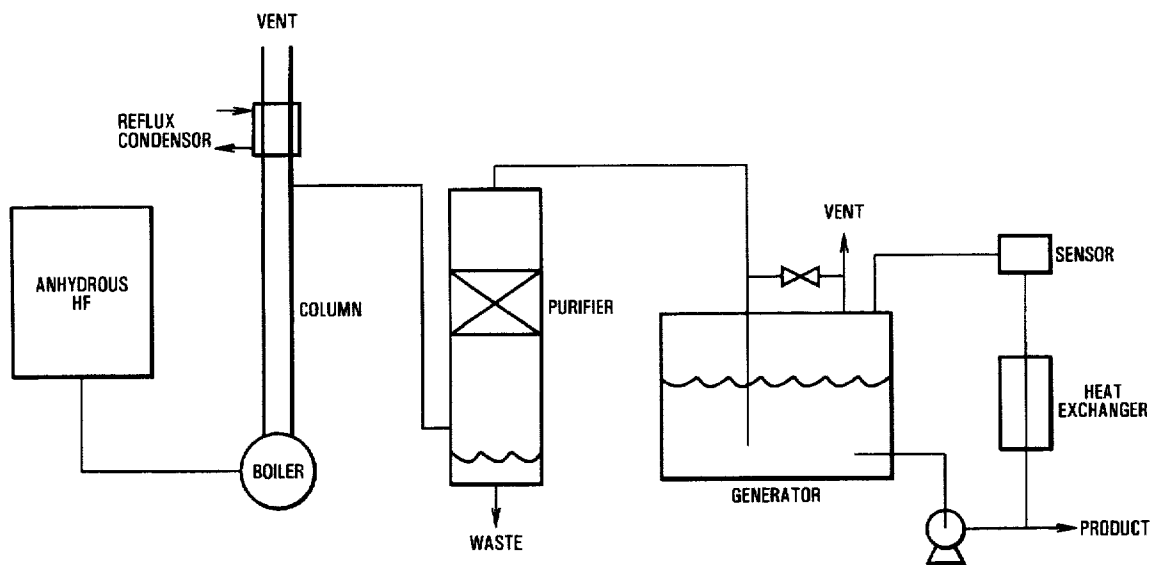 VENT
REFLUX
CONDENSOR
ANHYDROUS
HF
COLUMN
BOILER
PURIFIER
WASTE
VENT
SENSOR
HEAT
EXCHANGER
GENERATOR
PRODUCT